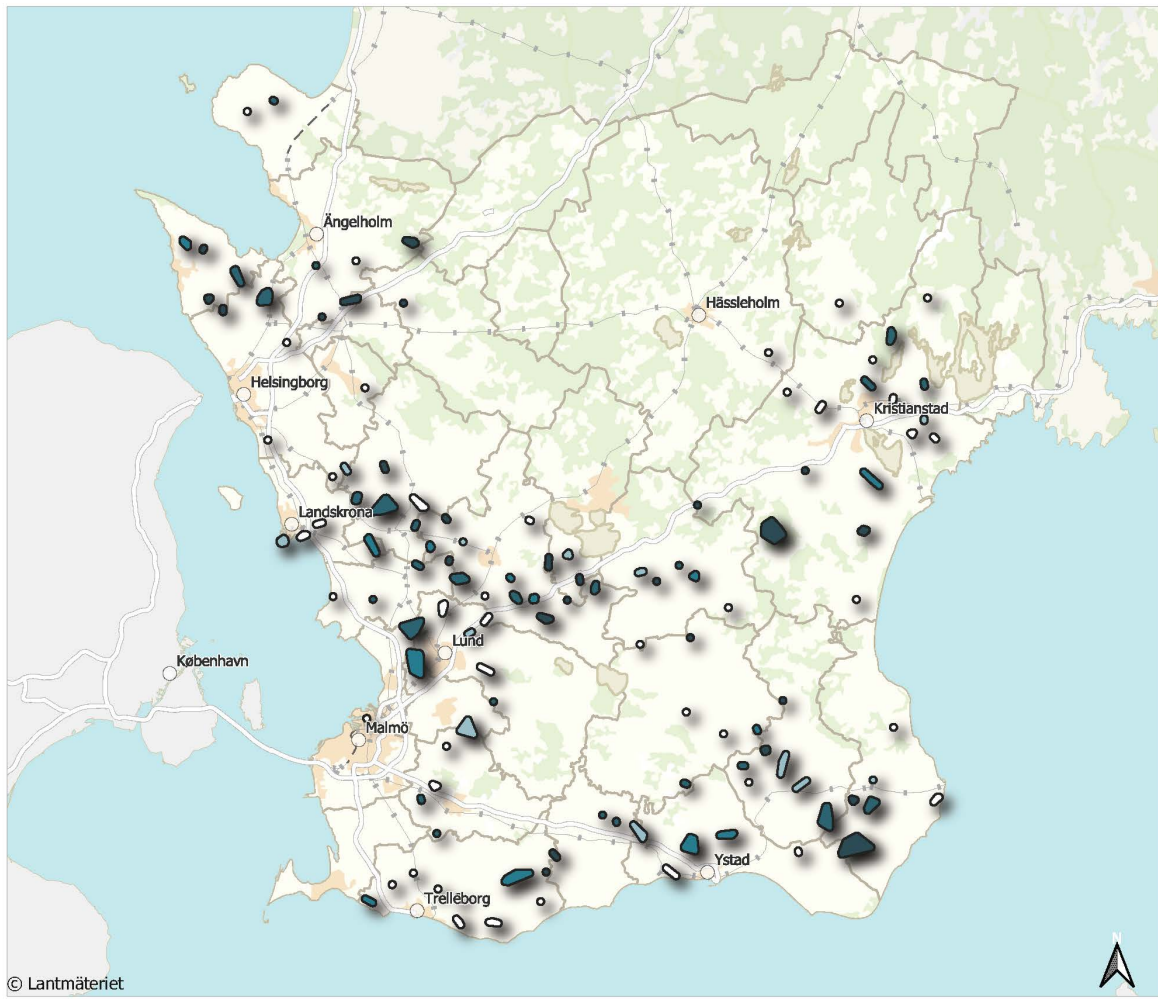 Ängelholm
Hässleholm
Helsingborg
Kristianstad
Landskrona
Lund
København
Malmö
Ystad
Trelleborg
N
© Lantmäteriet